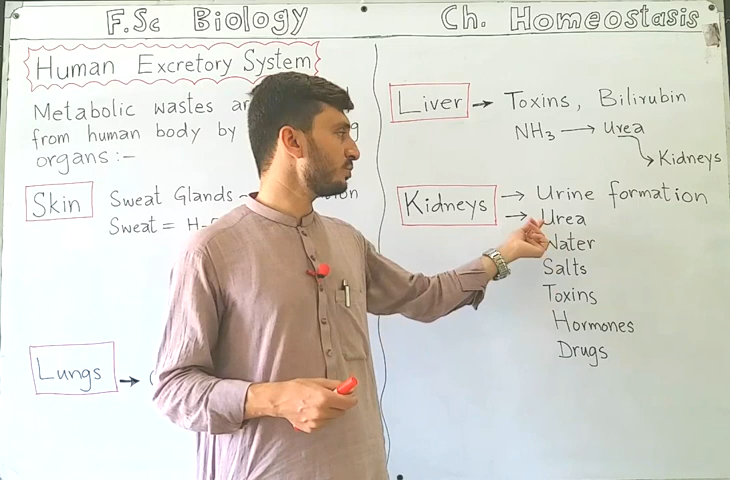 F.Sc Biology
Ch. Homeostasis
Human Excretory System
Metabolic wastes
from human body by
organs:-
Skin
Sweat Glands
Sweat =
Lungs →
Liver → Toxins, Bilirubin
NH3 → Urea
Kidneys
Kidneys → Urine formation
→ Urea
Water
Salts
Toxins
Hormones
Drugs